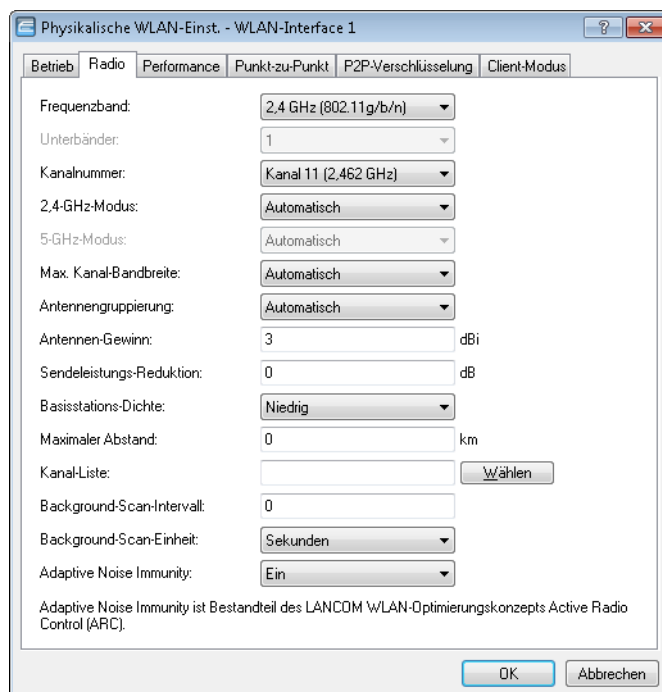 Physikalische WLAN-Einst. - WLAN-Interface 1
Betrieb Radio Performance Punkt-zu-Punkt P2P-Verschlüsselung Client-Modus
Frequenzband: 2,4 GHz (802.11g/b/n)
Unterbänder: 1
Kanalnummer: Kanal 11 (2,462 GHz)
2,4-GHz-Modus: Automatisch
5-GHz-Modus: Automatisch
Max. Kanal-Bandbreite: Automatisch
Antennengruppierung: Automatisch
Antennen-Gewinn: 3 dBi
Sendeleistungs-Reduktion: 0 dB
Basisstations-Dichte: Niedrig
Maximaler Abstand: 0 km
Kanal-Liste: Wählen
Background-Scan-Intervall: 0
Background-Scan-Einheit: Sekunden
Adaptive Noise Immunity: Ein
Adaptive Noise Immunity ist Bestandteil des LANCOM WLAN-Optimierungskonzepts Active Radio
Control (ARC).
OK Abbrechen